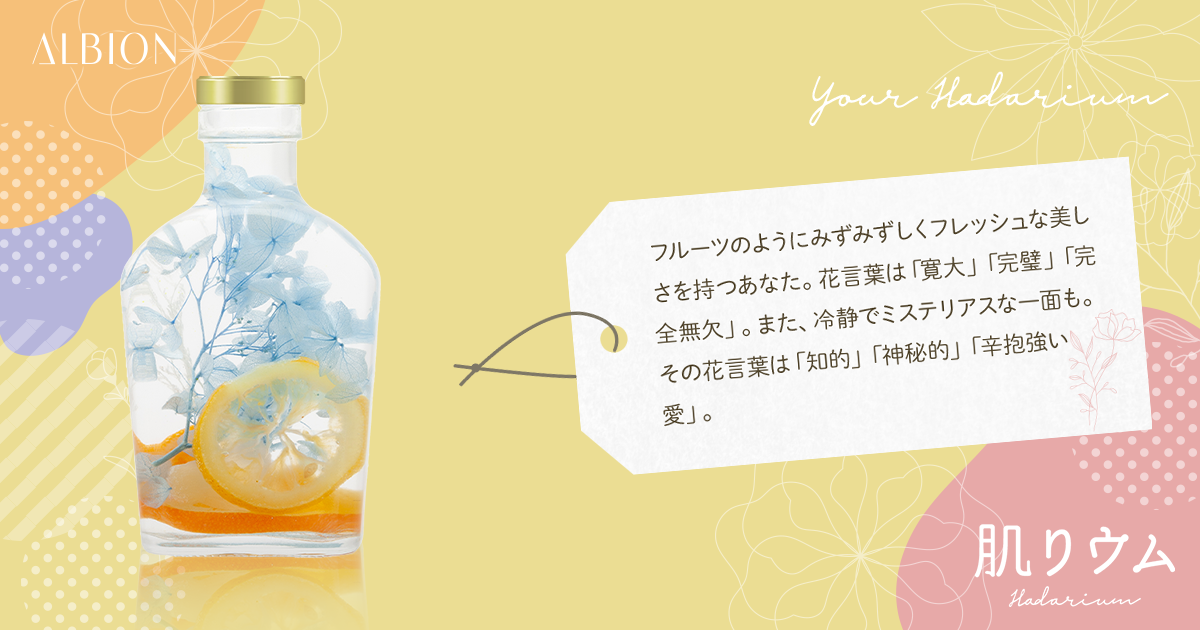 ALBION
Your Hadarium
フルーツのようにみずみずしくフレッシュな美し
さを持つあなた。花言葉は「寛大」「完璧」「完
全無欠」。また、冷静でミステリアスな一面も。
その花言葉は「知的」「神秘的」「辛抱強い
愛」。
肌りウム
Hadarium